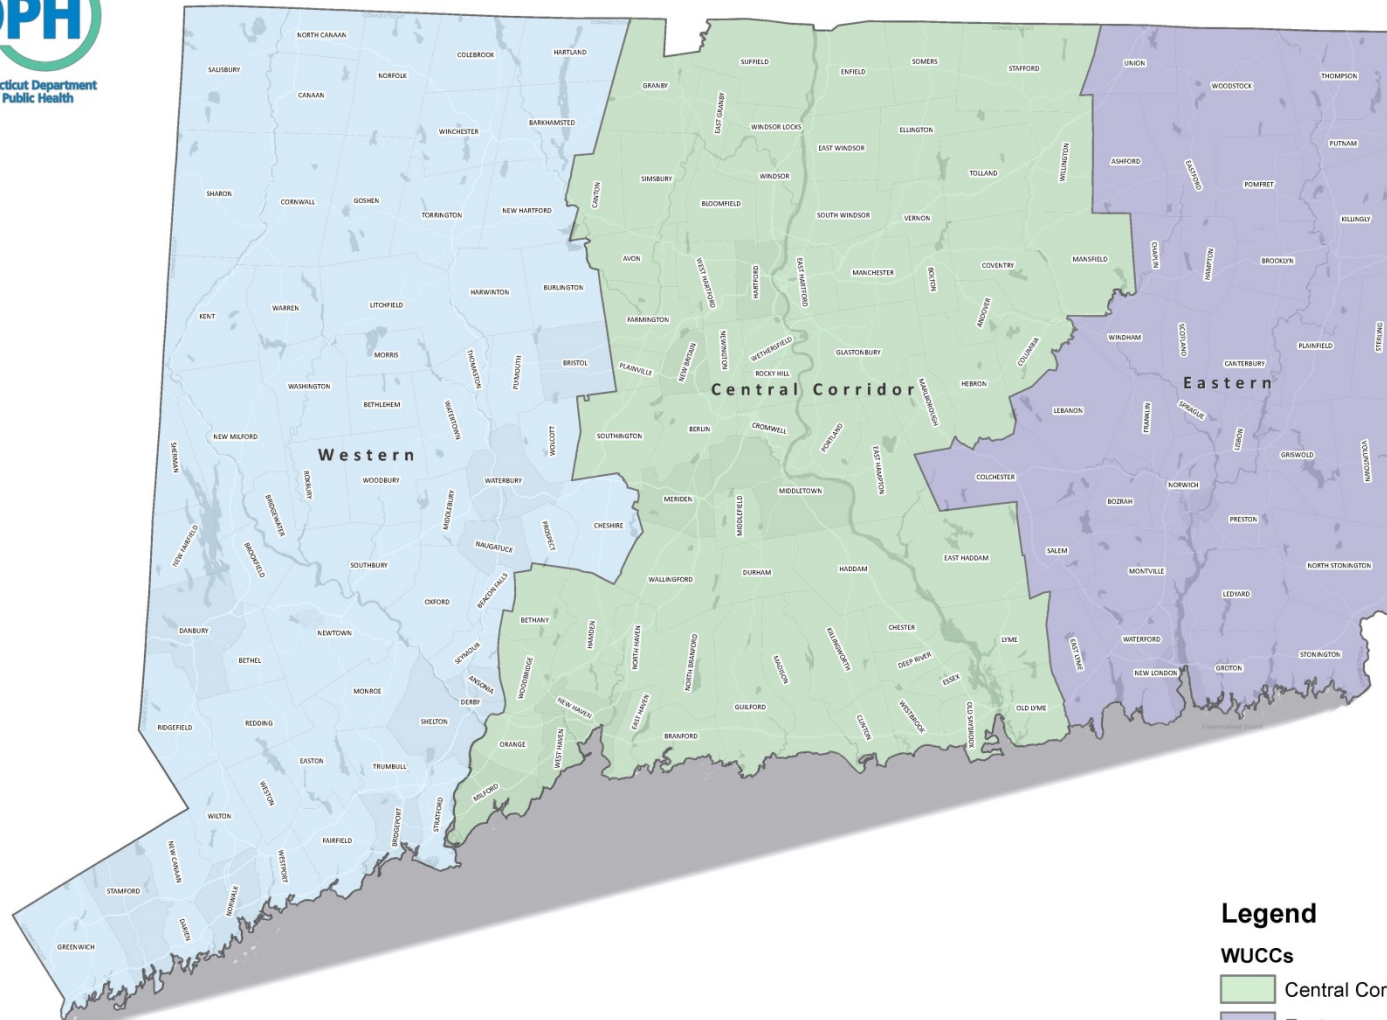 DPH
cticut Department
Public Health
NORTH CANAAN
COLEBROOK
HARTLAND
SALISBURY
NORFOLK
CANAAN
WINCHESTER
BARKHAMSTED
SHARON
CORNWALL
GOSHEN
TORRINGTON
NEW HARTFORD
KENT
WARREN
LITCHFIELD
HARWINTON
BURLINGTON
MORRIS
THOMASTON
PLYMOUTH
BRISTOL
WASHINGTON
BETHLEHEM
WATERTOWN
WOLCOTT
NEW MILFORD
SHERMAN
Western
ROXBURY
WOODBURY
WATERBURY
MIDDLEBURY
BRIDGEWATER
NEW FAIRFIELD
BROOKFIELD
NAUGATUCK
PROSPECT
CHESHIRE
SOUTHBURY
OXFORD
BEACON FALLS
DANBURY
NEWTOWN
BETHEL
SEYMOUR
MONROE
ANSONIA
DERBY
RIDGEFIELD
REDDING
SHELTON
EASTON
TRUMBULL
WESTON
WILTON
FAIRFIELD
BRIDGEPORT
STRATFORD
NEW CANAAN
WESTPORT
STAMFORD
NORWALK
DARIEN
GREENWICH
SUFFIELD
ENFIELD
SOMERS
STAFFORD
GRANBY
EAST GRANBY
WINDSOR LOCKS
ELLINGTON
EAST WINDSOR
WILLINGTON
CANTON
SIMSBURY
WINDSOR
TOLLAND
BLOOMFIELD
SOUTH WINDSOR
VERNON
AVON
WEST HARTFORD
HARTFORD
EAST HARTFORD
MANCHESTER
BOLTON
COVENTRY
MANSFIELD
FARMINGTON
ANDOVER
PLAINVILLE
NEW BRITAIN
NEWINGTON
WETHERSFIELD
GLASTONBURY
COLUMBIA
ROCKY HILL
HEBRON
Central Corridor
MARLBOROUGH
SOUTHINGTON
BERLIN
CROMWELL
PORTLAND
EAST HAMPTON
MERIDEN
MIDDLEFIELD
MIDDLETOWN
WALLINGFORD
DURHAM
HADDAM
EAST HADDAM
BETHANY
HAMDEN
NORTH HAVEN
NORTH BRANFORD
MADISON
KILLINGWORTH
CHESTER
LYME
WOODBRIDGE
DEEP RIVER
ESSEX
NEW HAVEN
EAST HAVEN
GUILFORD
CLINTON
WESTBROOK
OLD SAYBROOK
OLD LYME
ORANGE
WEST HAVEN
BRANFORD
MILFORD
UNION
WOODSTOCK
THOMPSON
PUTNAM
ASHFORD
EASTFORD
POMFRET
KILLINGLY
CHAPLIN
HAMPTON
BROOKLYN
WINDHAM
SCOTLAND
PLAINFIELD
STERLING
CANTERBURY
Eastern
LEBANON
FRANKLIN
SPRAGUE
LISBON
GRISWOLD
VOLUNTOWN
COLCHESTER
NORWICH
BOZRAH
PRESTON
SALEM
MONTVILLE
NORTH STONINGTON
LEDYARD
EAST LYME
WATERFORD
NEW LONDON
GROTON
STONINGTON
Legend
WUCCs
Central Cor